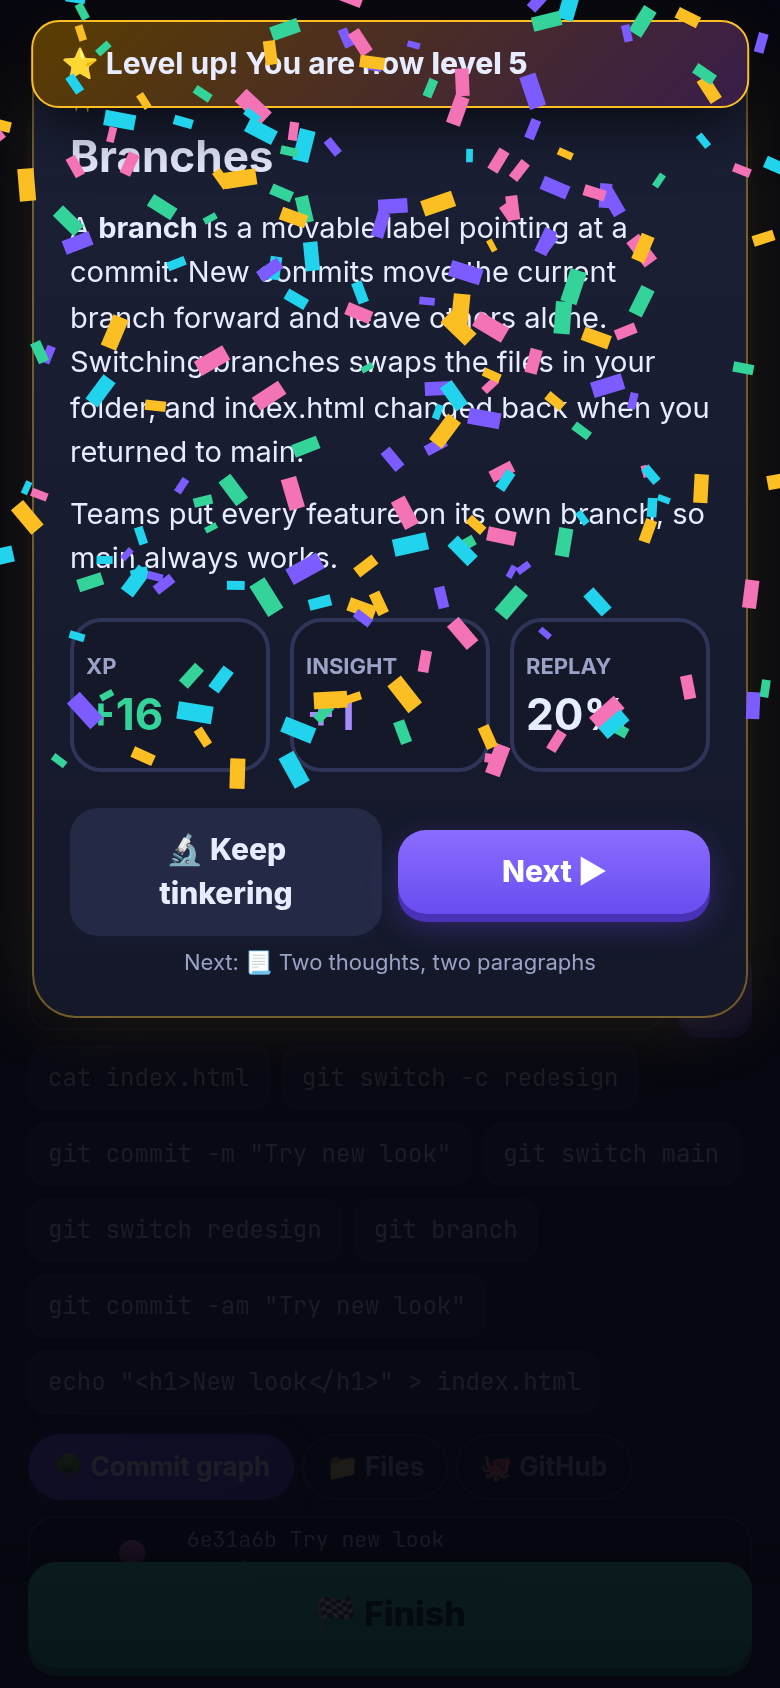 ⭐ Level up! You are now level 5
Branches
A branch is a movable label pointing at a
commit. New commits move the current
branch forward and leave others alone.
Switching branches swaps the files in your
folder, and index.html changed back when you
returned to main.
Teams put every feature on its own branch, so
main always works.
XP
+16
INSIGHT
+1
REPLAY
20%
🔬 Keep
tinkering
Next ▶
Next: 📃 Two thoughts, two paragraphs
cat index.html
git switch -c redesign
git commit -m "Try new look"
git switch main
git switch redesign
git branch
git commit -am "Try new look"
echo "<h1>New look</h1>" > index.html
🌳 Commit graph
📁 Files
🐙 GitHub
6e31a6b Try new look
🏁 Finish